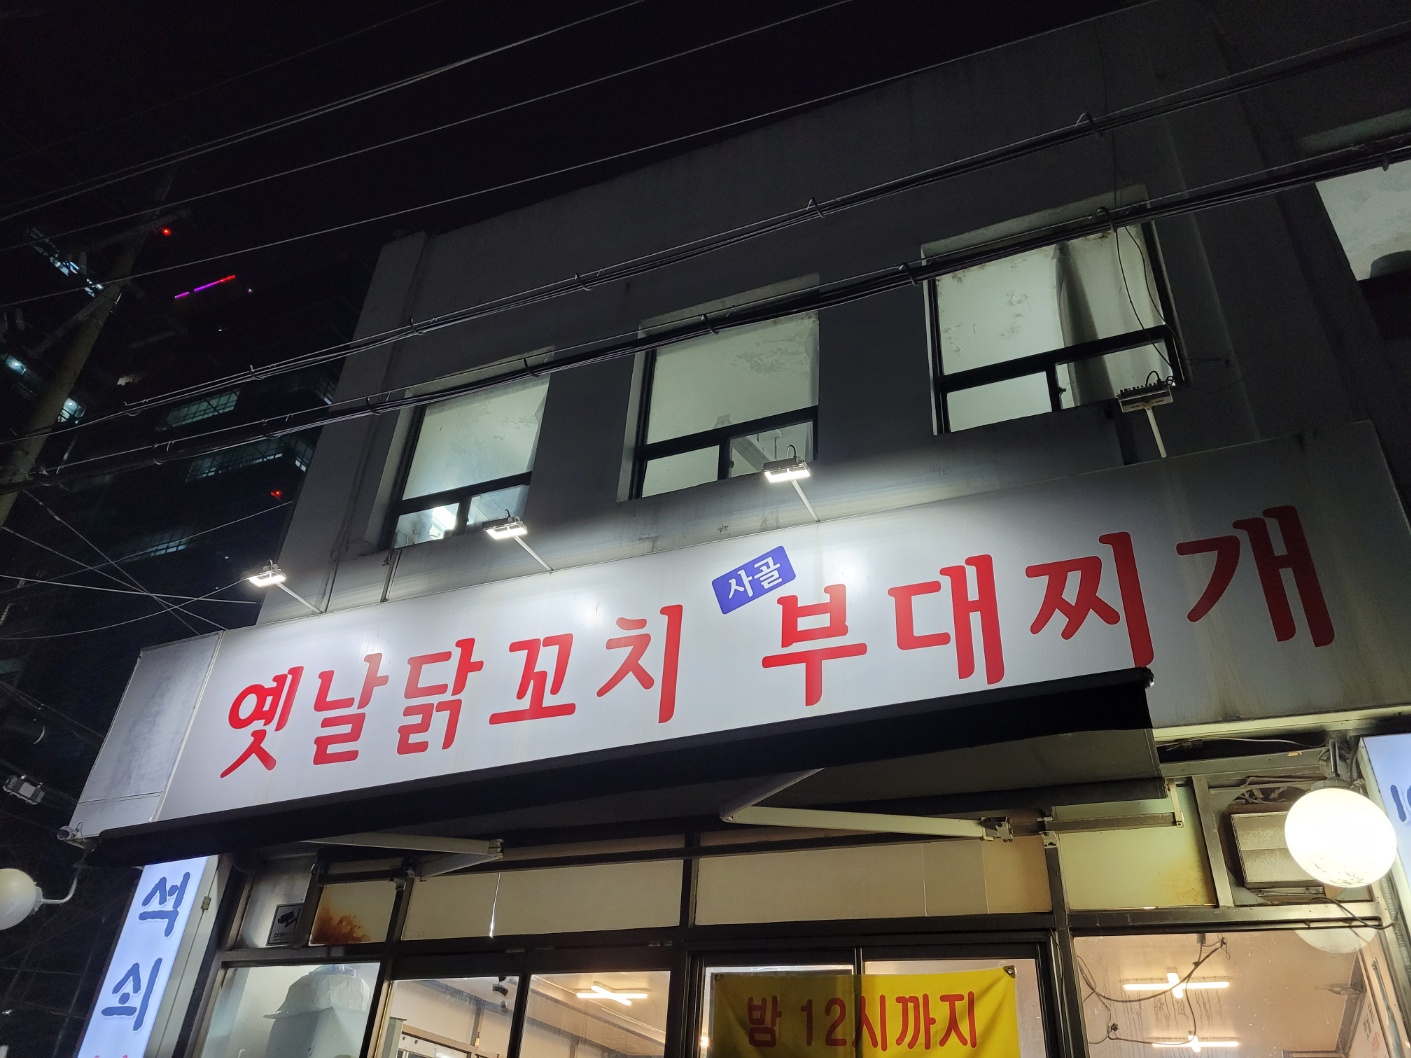 옛날닭꼬치 사골 부대찌개
석쇠
밤 12시까지